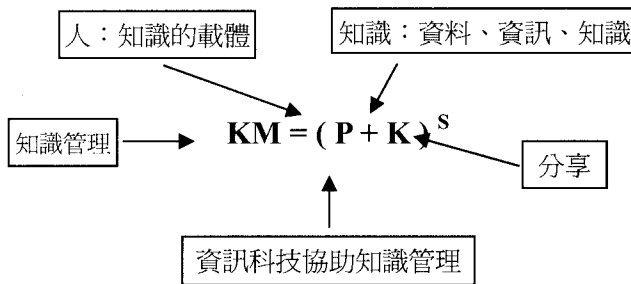 人：知識的載體
知識：資料、資訊、知識
知識管理
KM = ( P + K ) S
分享
資訊科技協助知識管理